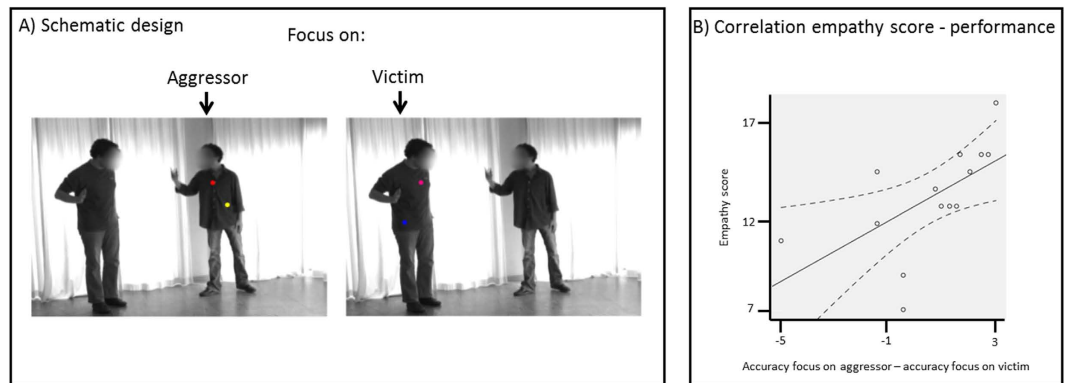 A) Schematic design
Focus on:
Aggressor
Victim
B) Correlation empathy score - performance
17
12
7
Empathy score
-5
-1
3
Accuracy focus on aggressor – accuracy focus on victim